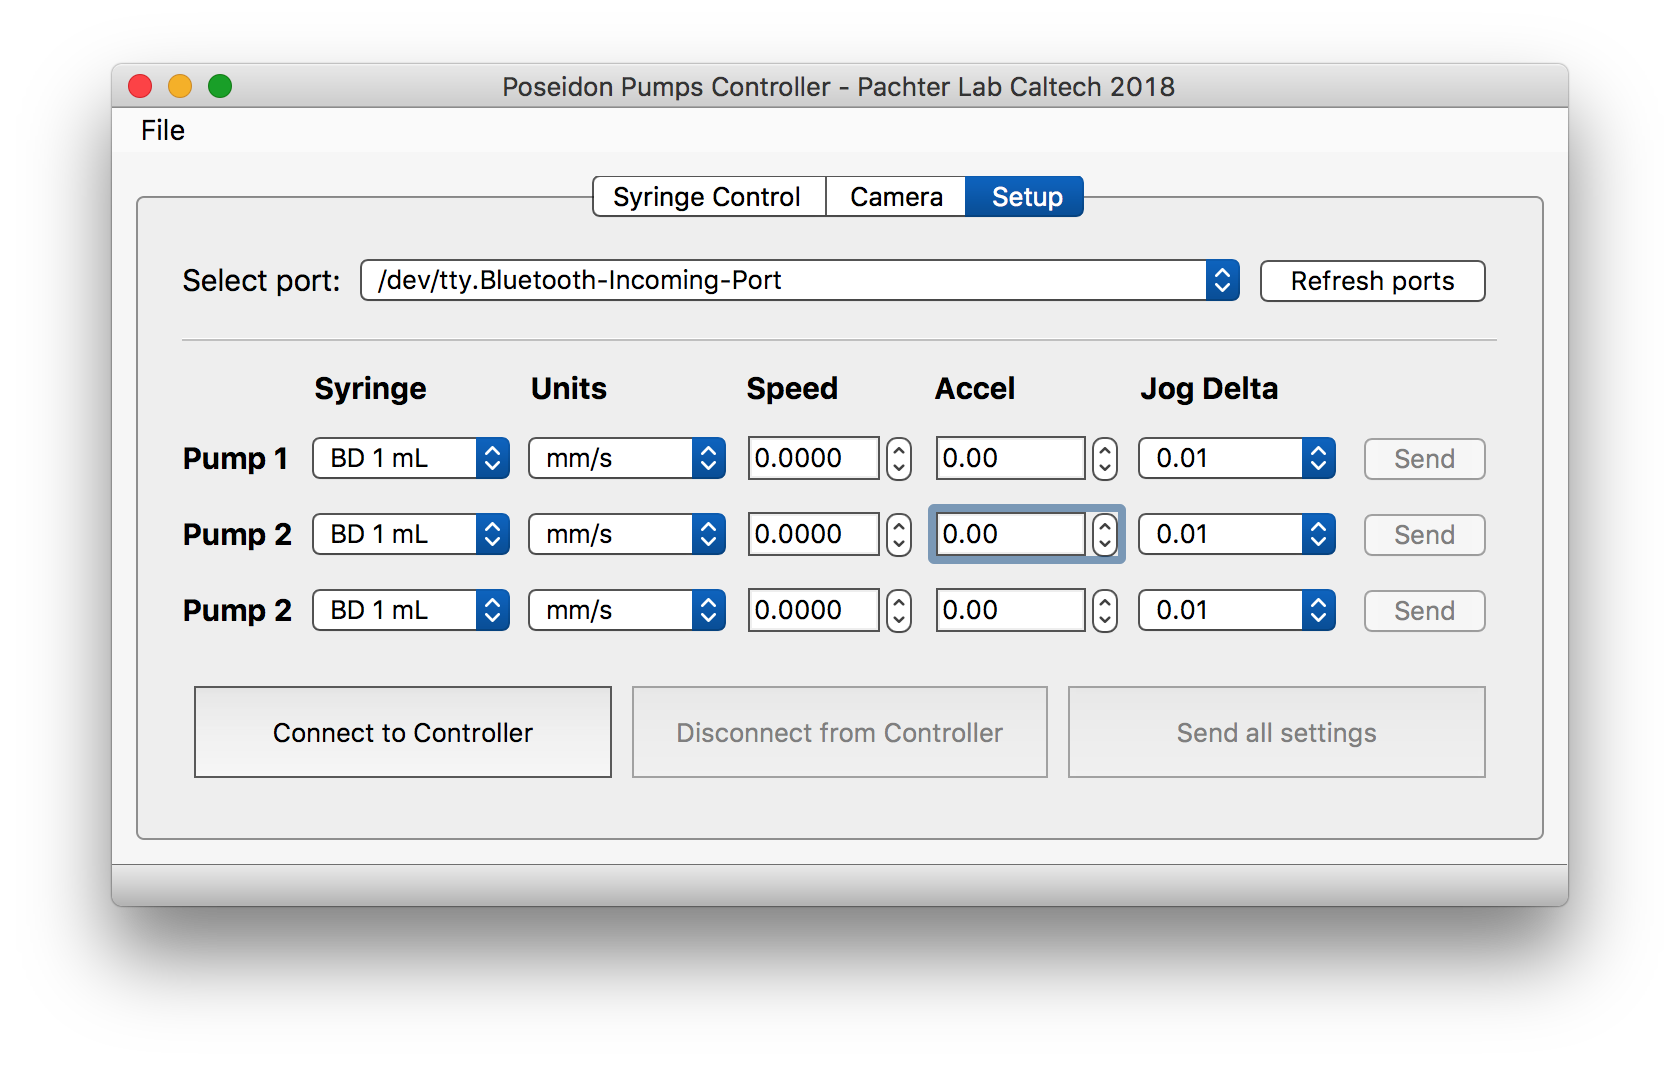 Poseidon Pumps Controller - Pachter Lab Caltech 2018
File
Syringe Control Camera Setup
Select port: /dev/tty.Bluetooth-Incoming-Port Refresh ports
Syringe Units Speed Accel Jog Delta
Pump 1 BD 1 mL mm/s 0.0000 0.00 0.01 Send
Pump 2 BD 1 mL mm/s 0.0000 0.00 0.01 Send
Pump 2 BD 1 mL mm/s 0.0000 0.00 0.01 Send
Connect to Controller Disconnect from Controller Send all settings